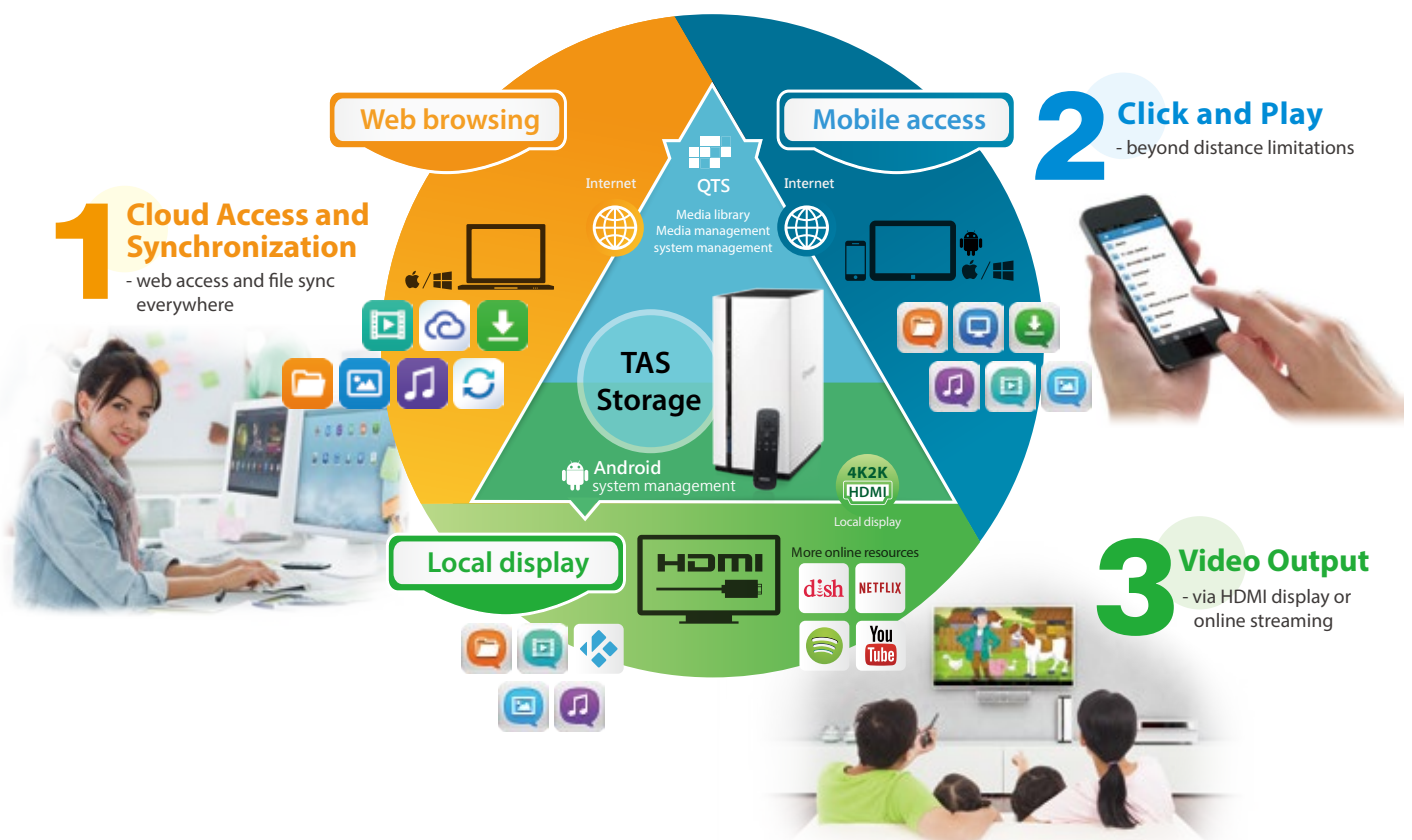 Web browsing
Mobile access
2
Click and Play
- beyond distance limitations
1
Cloud Access and
Synchronization
- web access and file sync
everywhere
Internet
QTS
Internet
Media library
Media management
system management
TAS
Storage
Android
system management
4K2K
HDMI
Local display
Local display
HDMI
More online resources
dish
NETFLIX
You
Tube
3
Video Output
- via HDMI display or
online streaming